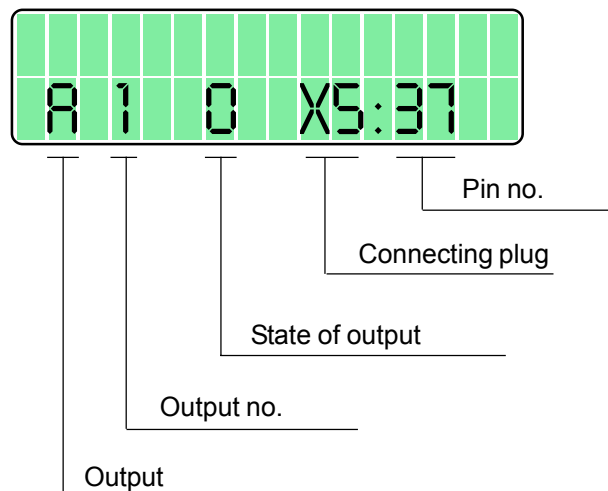 A 1 0 X5:37
Pin no.
Connecting plug
State of output
Output no.
Output